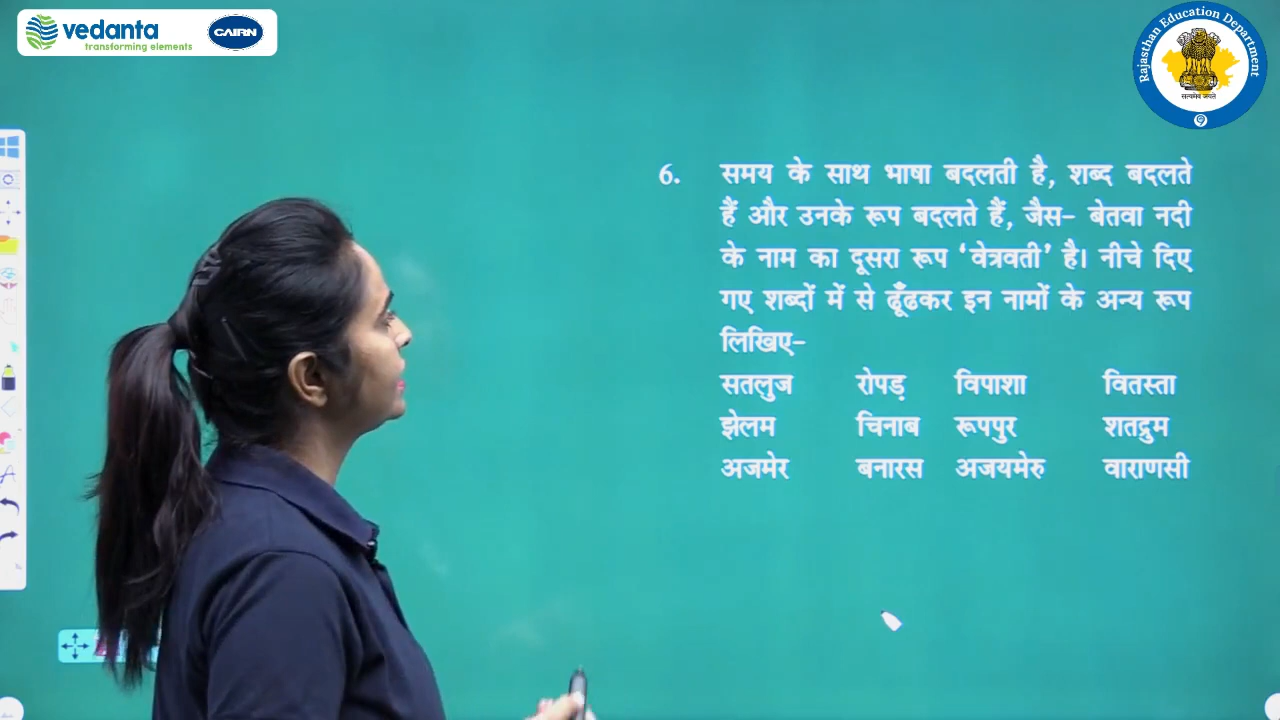 vedanta
transforming elements
CAIRN
Rajasthan Education Department
सत्यमेव जयते
6. समय के साथ भाषा बदलती है, शब्द बदलते
हैं और उनके रूप बदलते हैं, जैस– बेतवा नदी
के नाम का दूसरा रूप ‘वेत्रवती’ है। नीचे दिए
गए शब्दों में से ढूँढकर इन नामों के अन्य रूप
लिखिए–
सतलुज रोपड़ विपाशा वितस्ता
झेलम चिनाब रूपपुर शतद्रुम
अजमेर बनारस अजयमेरु वाराणसी